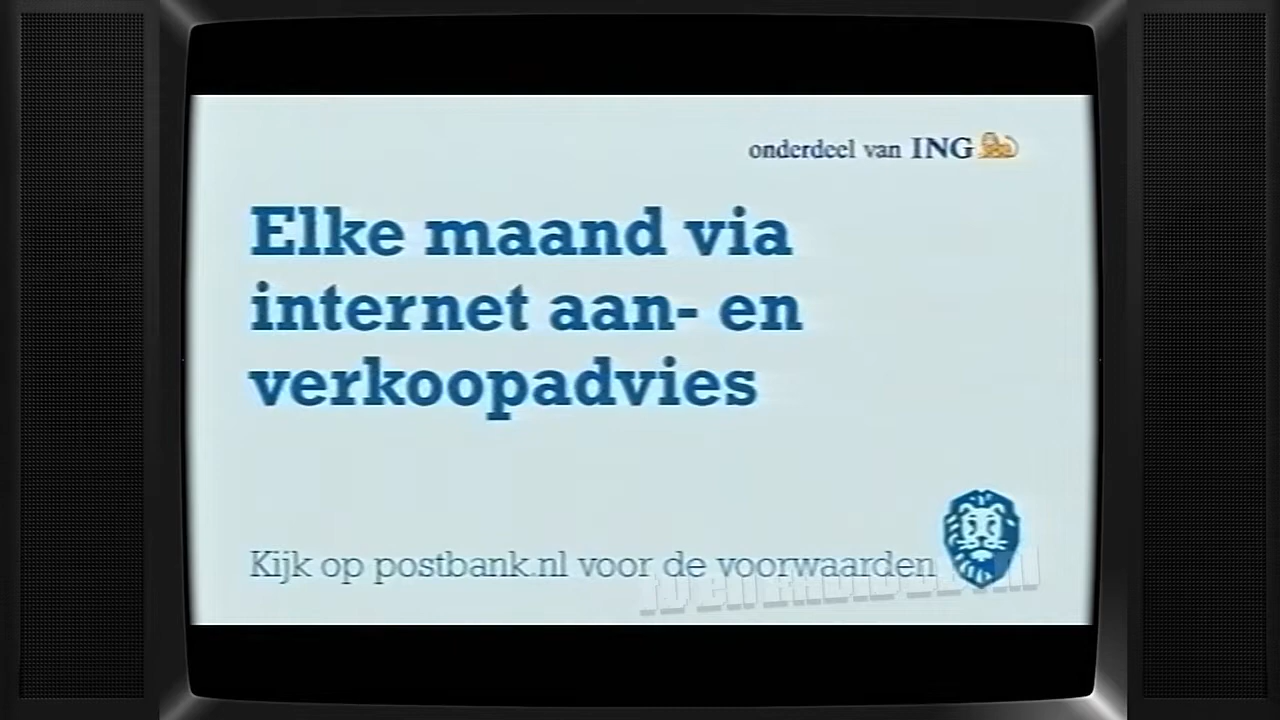 onderdeel van ING
Elke maand via
internet aan- en
verkoopadvies
Kijk op postbank.nl voor de voorwaarden